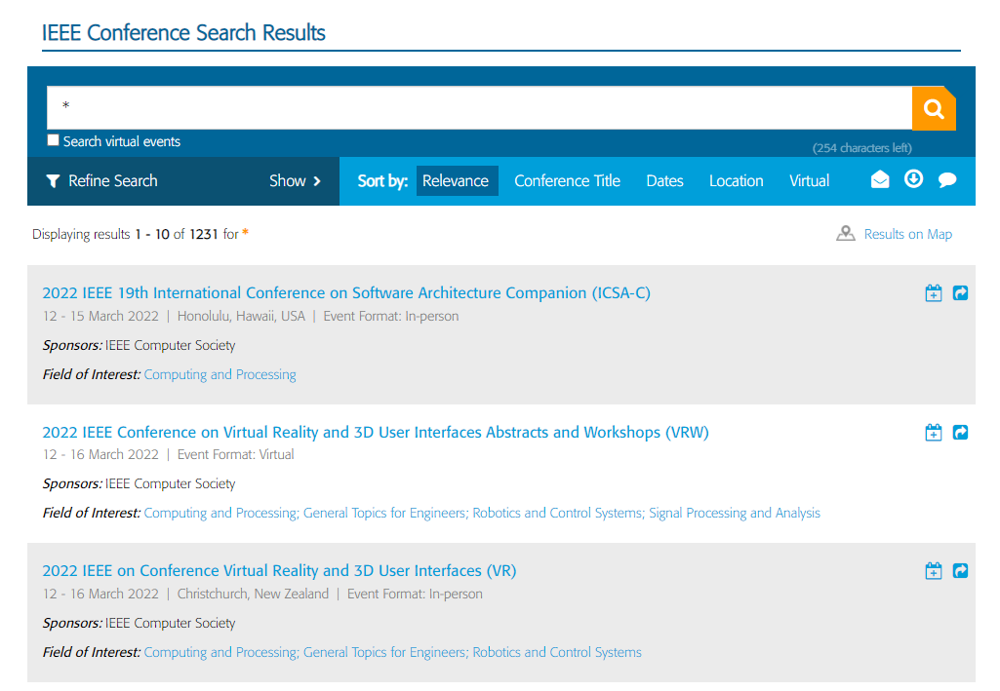 IEEE Conference Search Results
*
Search virtual events
(254 characters left)
Refine Search Show Sort by: Relevance Conference Title Dates Location Virtual
Displaying results 1 - 10 of 1231 for * Results on Map
2022 IEEE 19th International Conference on Software Architecture Companion (ICSA-C)
12 - 15 March 2022 | Honolulu, Hawaii, USA | Event Format: In-person
Sponsors: IEEE Computer Society
Field of Interest: Computing and Processing
2022 IEEE Conference on Virtual Reality and 3D User Interfaces Abstracts and Workshops (VRW)
12 - 16 March 2022 | Event Format: Virtual
Sponsors: IEEE Computer Society
Field of Interest: Computing and Processing; General Topics for Engineers; Robotics and Control Systems; Signal Processing and Analysis
2022 IEEE on Conference Virtual Reality and 3D User Interfaces (VR)
12 - 16 March 2022 | Christchurch, New Zealand | Event Format: In-person
Sponsors: IEEE Computer Society
Field of Interest: Computing and Processing; General Topics for Engineers; Robotics and Control Systems